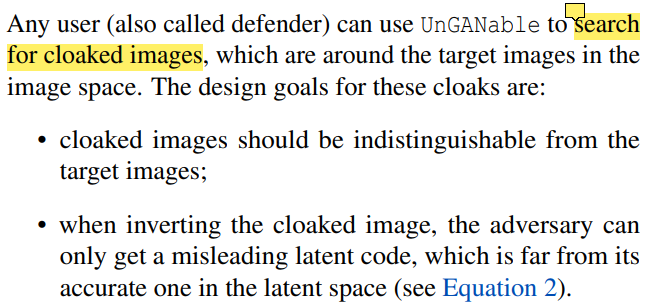 Any user (also called defender) can use UnGANable to search
for cloaked images, which are around the target images in the
image space. The design goals for these cloaks are:
• cloaked images should be indistinguishable from the
target images;
• when inverting the cloaked image, the adversary can
only get a misleading latent code, which is far from its
accurate one in the latent space (see Equation 2).